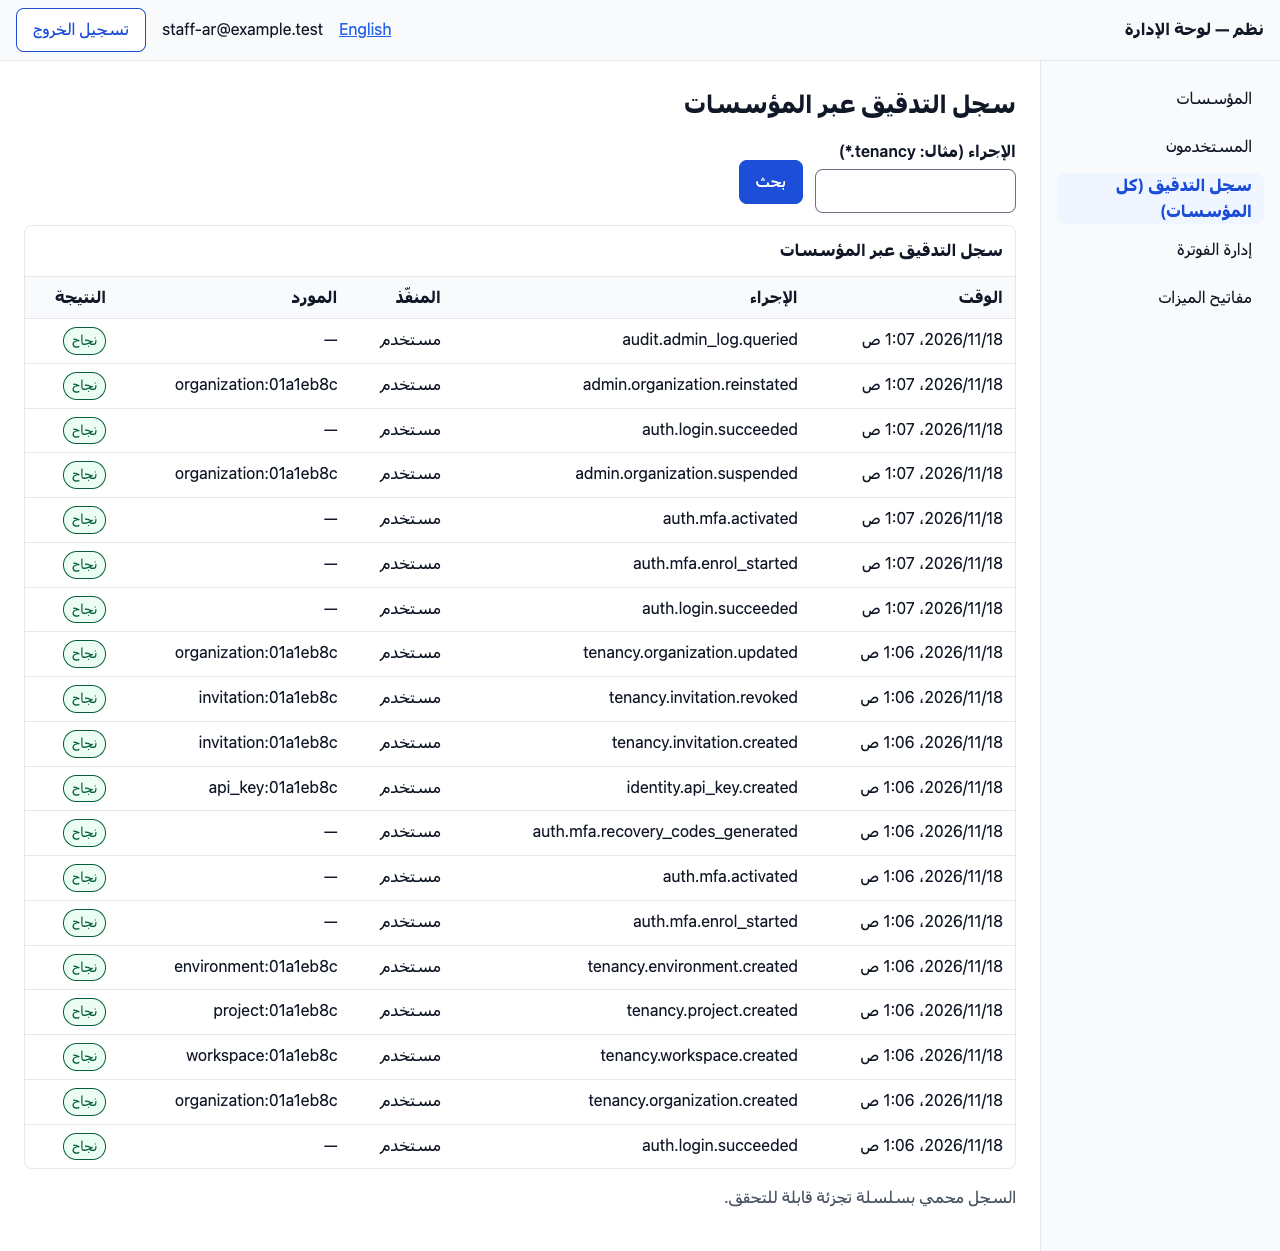 نظم — لوحة الإدارة
English
staff-ar@example.test
تسجيل الخروج
المؤسسات
المستخدمون
سجل التدقيق (كل
المؤسسات)
إدارة الفوترة
مفاتيح الميزات
سجل التدقيق عبر المؤسسات
الإجراء (مثال: tenancy.*)
بحث
سجل التدقيق عبر المؤسسات
الوقت الإجراء المنفّذ المورد النتيجة
2026/11/18، 1:07 ص audit.admin_log.queried مستخدم — نجاح
2026/11/18، 1:07 ص admin.organization.reinstated مستخدم organization:01a1eb8c نجاح
2026/11/18، 1:07 ص auth.login.succeeded مستخدم — نجاح
2026/11/18، 1:07 ص admin.organization.suspended مستخدم organization:01a1eb8c نجاح
2026/11/18، 1:07 ص auth.mfa.activated مستخدم — نجاح
2026/11/18، 1:07 ص auth.mfa.enrol_started مستخدم — نجاح
2026/11/18، 1:07 ص auth.login.succeeded مستخدم — نجاح
2026/11/18، 1:06 ص tenancy.organization.updated مستخدم organization:01a1eb8c نجاح
2026/11/18، 1:06 ص tenancy.invitation.revoked مستخدم invitation:01a1eb8c نجاح
2026/11/18، 1:06 ص tenancy.invitation.created مستخدم invitation:01a1eb8c نجاح
2026/11/18، 1:06 ص identity.api_key.created مستخدم api_key:01a1eb8c نجاح
2026/11/18، 1:06 ص auth.mfa.recovery_codes_generated مستخدم — نجاح
2026/11/18، 1:06 ص auth.mfa.activated مستخدم — نجاح
2026/11/18، 1:06 ص auth.mfa.enrol_started مستخدم — نجاح
2026/11/18، 1:06 ص tenancy.environment.created مستخدم environment:01a1eb8c نجاح
2026/11/18، 1:06 ص tenancy.project.created مستخدم project:01a1eb8c نجاح
2026/11/18، 1:06 ص tenancy.workspace.created مستخدم workspace:01a1eb8c نجاح
2026/11/18، 1:06 ص tenancy.organization.created مستخدم organization:01a1eb8c نجاح
2026/11/18، 1:06 ص auth.login.succeeded مستخدم — نجاح
السجل محمي بسلسلة تجزئة قابلة للتحقق.